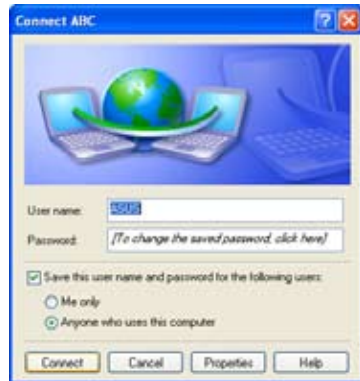 Connect ABC
User name:
ASUS
Password:
[To change the saved password, click here]
Save this user name and password for the following users:
Me only
Anyone who uses this computer
Connect
Cancel
Properties
Help